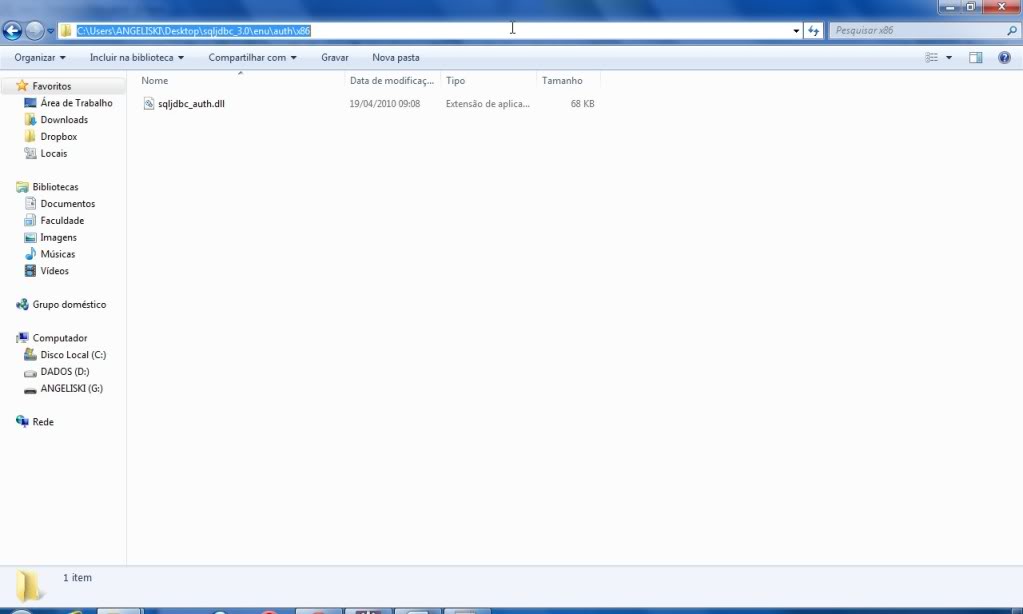 C:\Users\ANGELISKI\Desktop\sqljdbc_3.0\enu\auth\x86
Pesquisar x86
Organizar Incluir na biblioteca Compartilhar com Gravar Nova pasta
Nome Data de modificaç... Tipo Tamanho
sqljdbc_auth.dll 19/04/2010 09:08 Extensão de aplica... 68 KB
Favoritos
Área de Trabalho
Downloads
Dropbox
Locais
Bibliotecas
Documentos
Faculdade
Imagens
Músicas
Vídeos
Grupo doméstico
Computador
Disco Local (C:)
DADOS (D:)
ANGELISKI (G:)
Rede
1 item